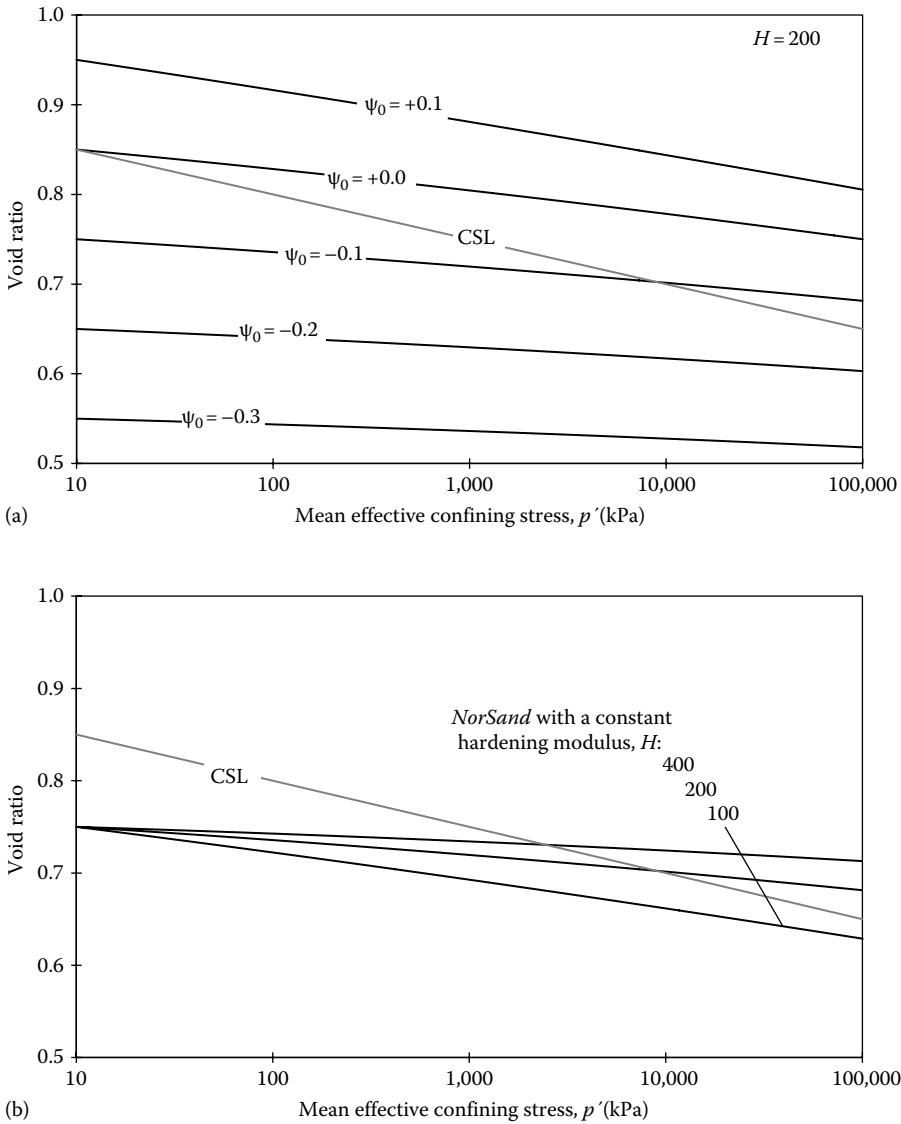 1.0
H = 200
0.9
ψ0 = +0.1
0.8
ψ0 = +0.0
CSL
0.7
ψ0 = −0.1
ψ0 = −0.2
0.6
ψ0 = −0.3
0.5
Void ratio
10
100
1,000
10,000
100,000
(a)
Mean effective confining stress, p´(kPa)
1.0
0.9
NorSand with a constant
hardening modulus, H:
400
200
100
0.8
CSL
0.7
0.6
0.5
Void ratio
10
100
1,000
10,000
100,000
(b)
Mean effective confining stress, p´(kPa)